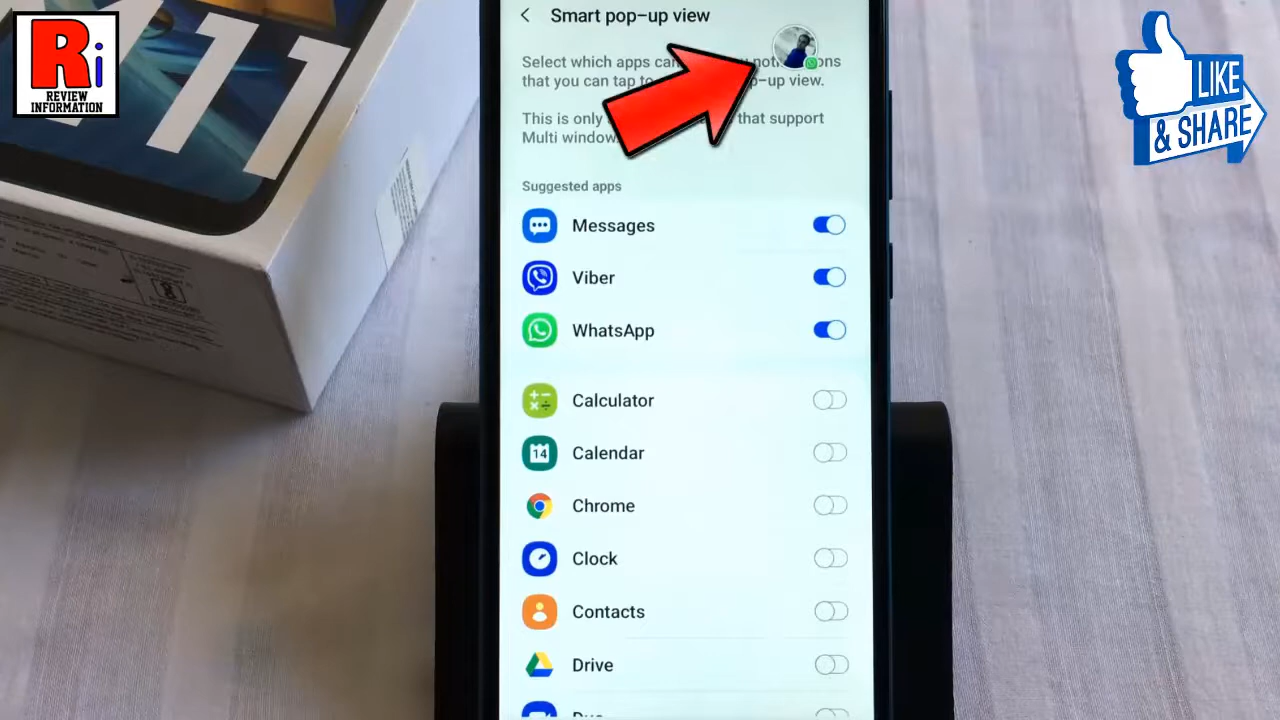 Ri
REVIEW
INFORMATION
11
LIKE
& SHARE
Smart pop-up view
Select which apps can
that you can tap to p-up view.
This is only that support
Multi window
Suggested apps
Messages
Viber
WhatsApp
Calculator
14
Calendar
Chrome
Clock
Contacts
Drive